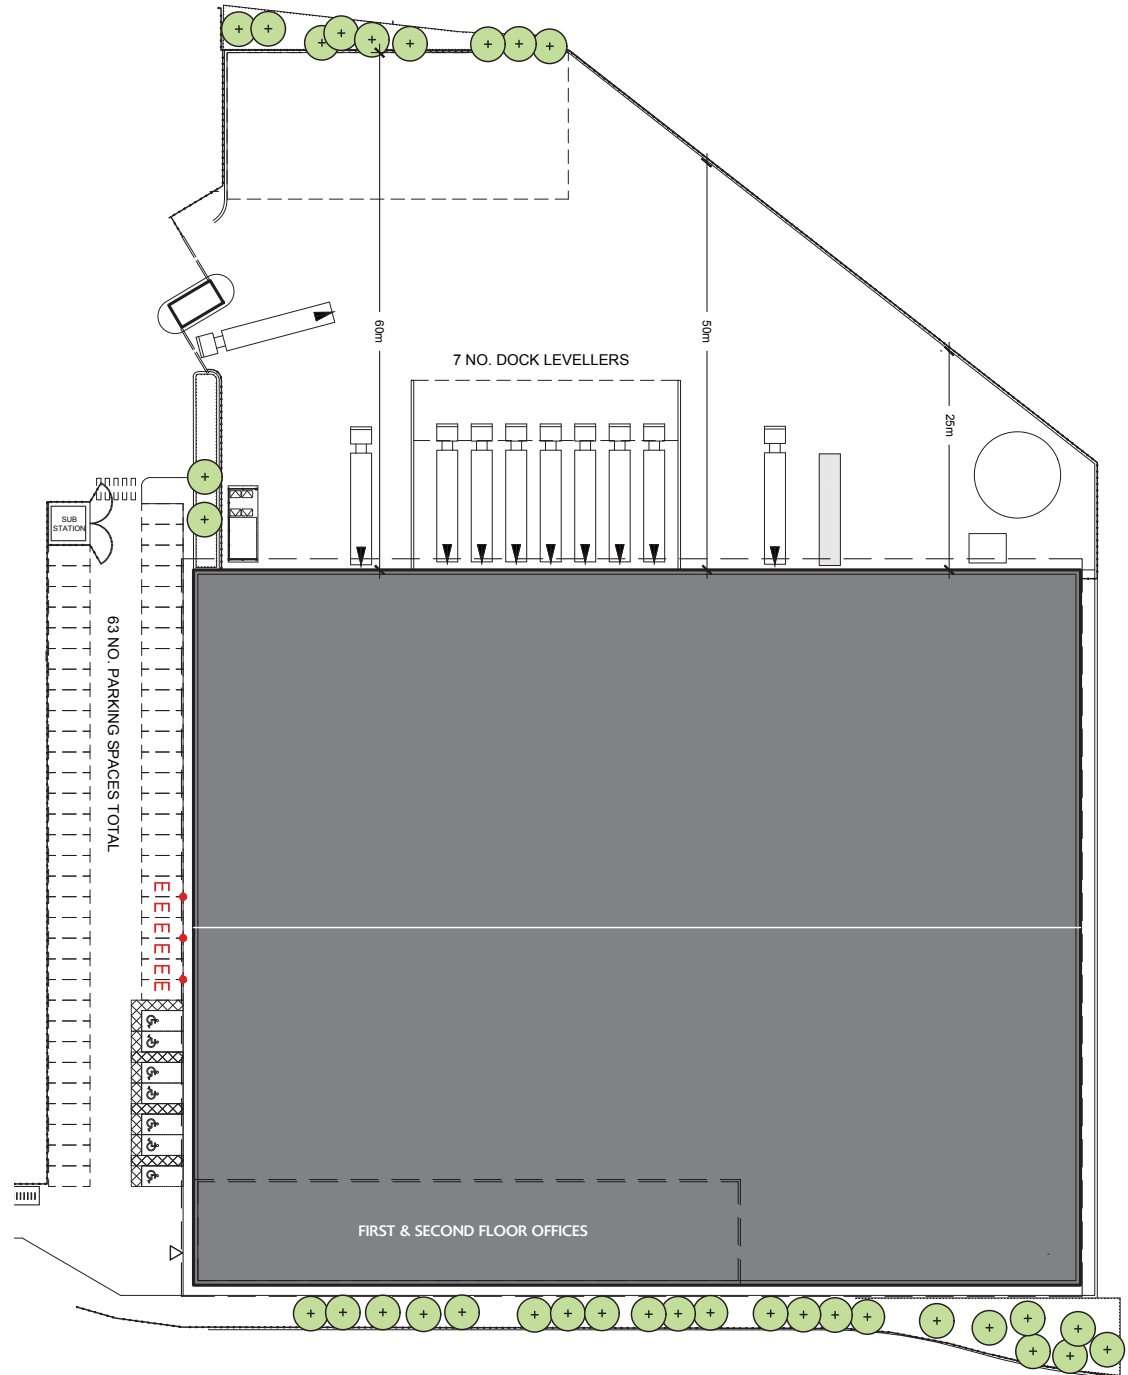 60m
50m
7 NO. DOCK LEVELLERS
25m
SUB
STATION
63 NO. PARKING SPACES TOTAL
FIRST & SECOND FLOOR OFFICES